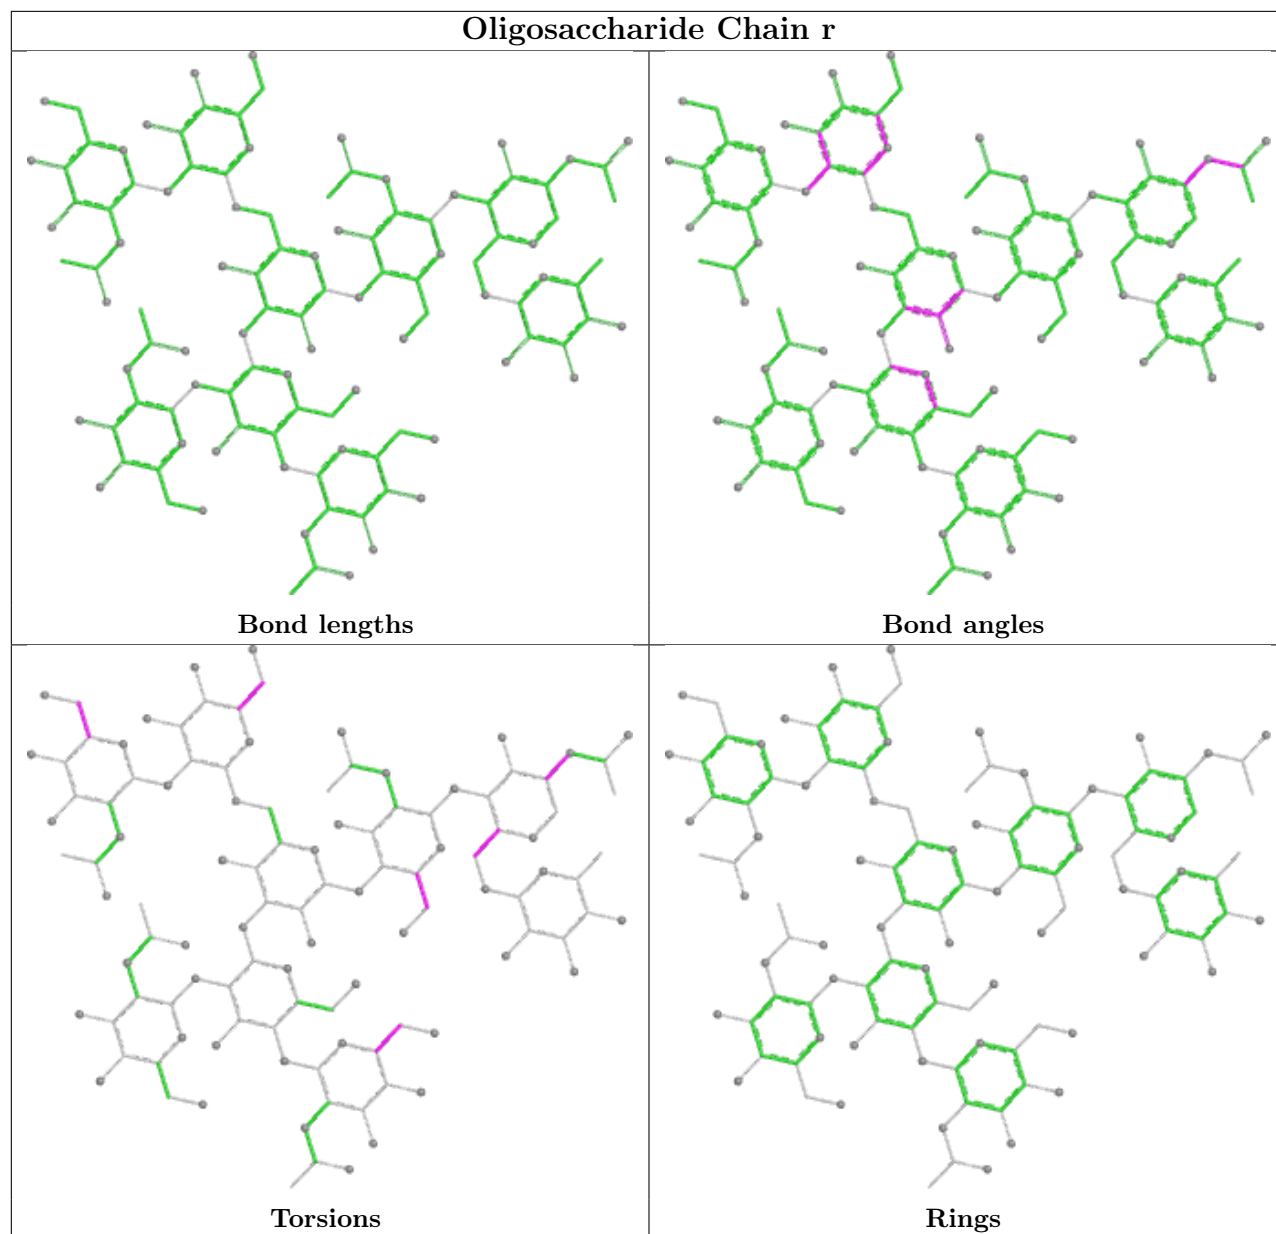 Oligosaccharide Chain r
Bond lengths
Bond angles
Torsions
Rings